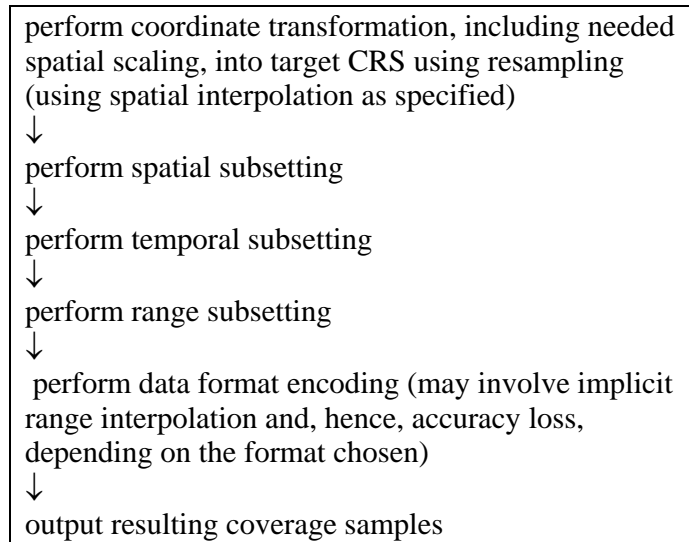 perform coordinate transformation, including needed
spatial scaling, into target CRS using resampling
(using spatial interpolation as specified)
↓
perform spatial subsetting
↓
perform temporal subsetting
↓
perform range subsetting
↓
perform data format encoding (may involve implicit
range interpolation and, hence, accuracy loss,
depending on the format chosen)
↓
output resulting coverage samples